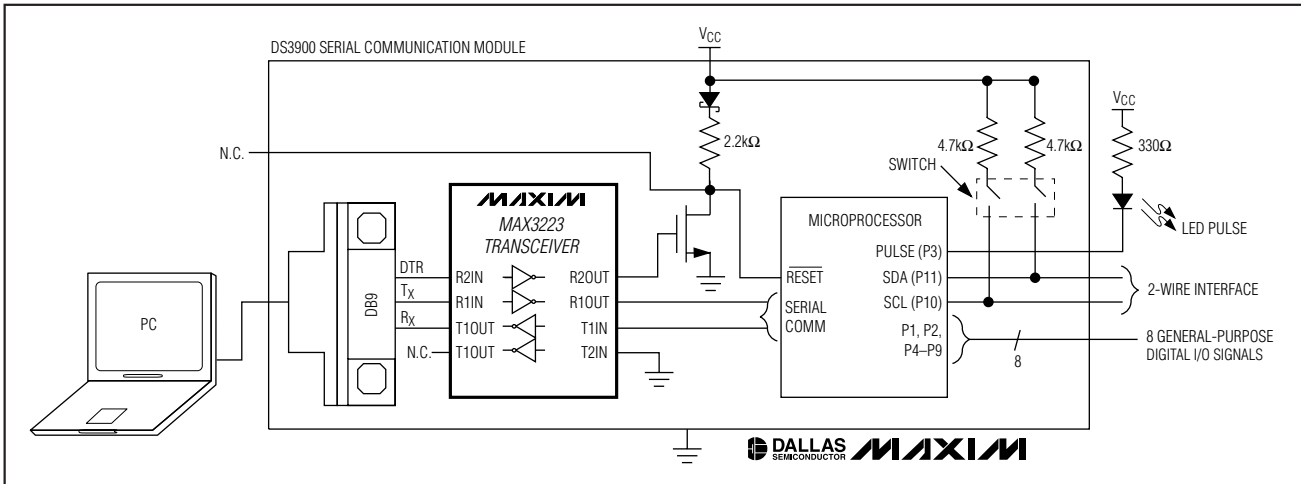 DS3900 SERIAL COMMUNICATION MODULE
VCC
VCC
2.2kΩ
4.7kΩ
4.7kΩ
330Ω
N.C.
SWITCH
MAXIM
MAX3223
TRANSCEIVER
MICROPROCESSOR
LED PULSE
PULSE (P3)
DTR
R2IN
R2OUT
RESET
SDA (P11)
TX
R1IN
R1OUT
SERIAL
COMM
SCL (P10)
2-WIRE INTERFACE
PC
DB9
RX
T1OUT
T1IN
P1, P2,
P4–P9
N.C.
T1OUT
T2IN
8
8 GENERAL-PURPOSE
DIGITAL I/O SIGNALS
DALLAS
SEMICONDUCTOR
MAXIM